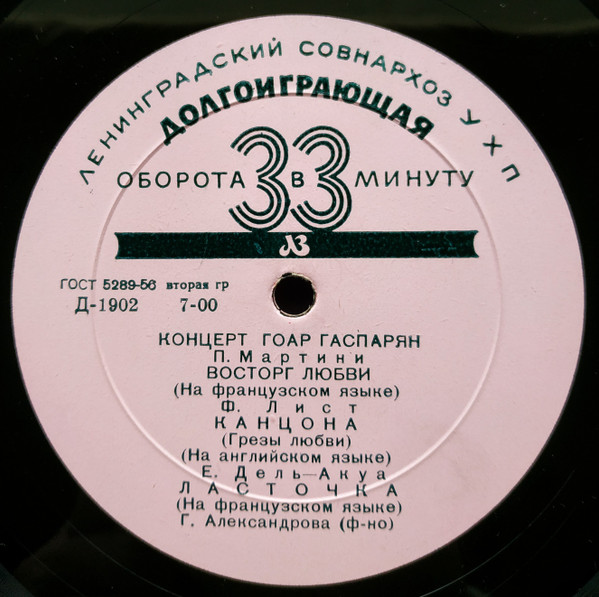 ЛЕНИНГРАДСКИЙ СОВНАРХОЗ УХП
ДОЛГОИГРАЮЩАЯ
ОБОРОТА 33 В МИНУТУ
ЛЗ
ГОСТ 5289-56 вторая гр
Д-1902 7-00
КОНЦЕРТ ГОАР ГАСПАРЯН
П. Мартини
ВОСТОРГ ЛЮБВИ
(На французском языке)
Ф. Лист
КАНЦОНА
(Грезы любви)
(На английском языке)
Е. Дель-Акуа
ЛАСТОЧКА
(На французском языке)
Г. Александрова (ф-но)